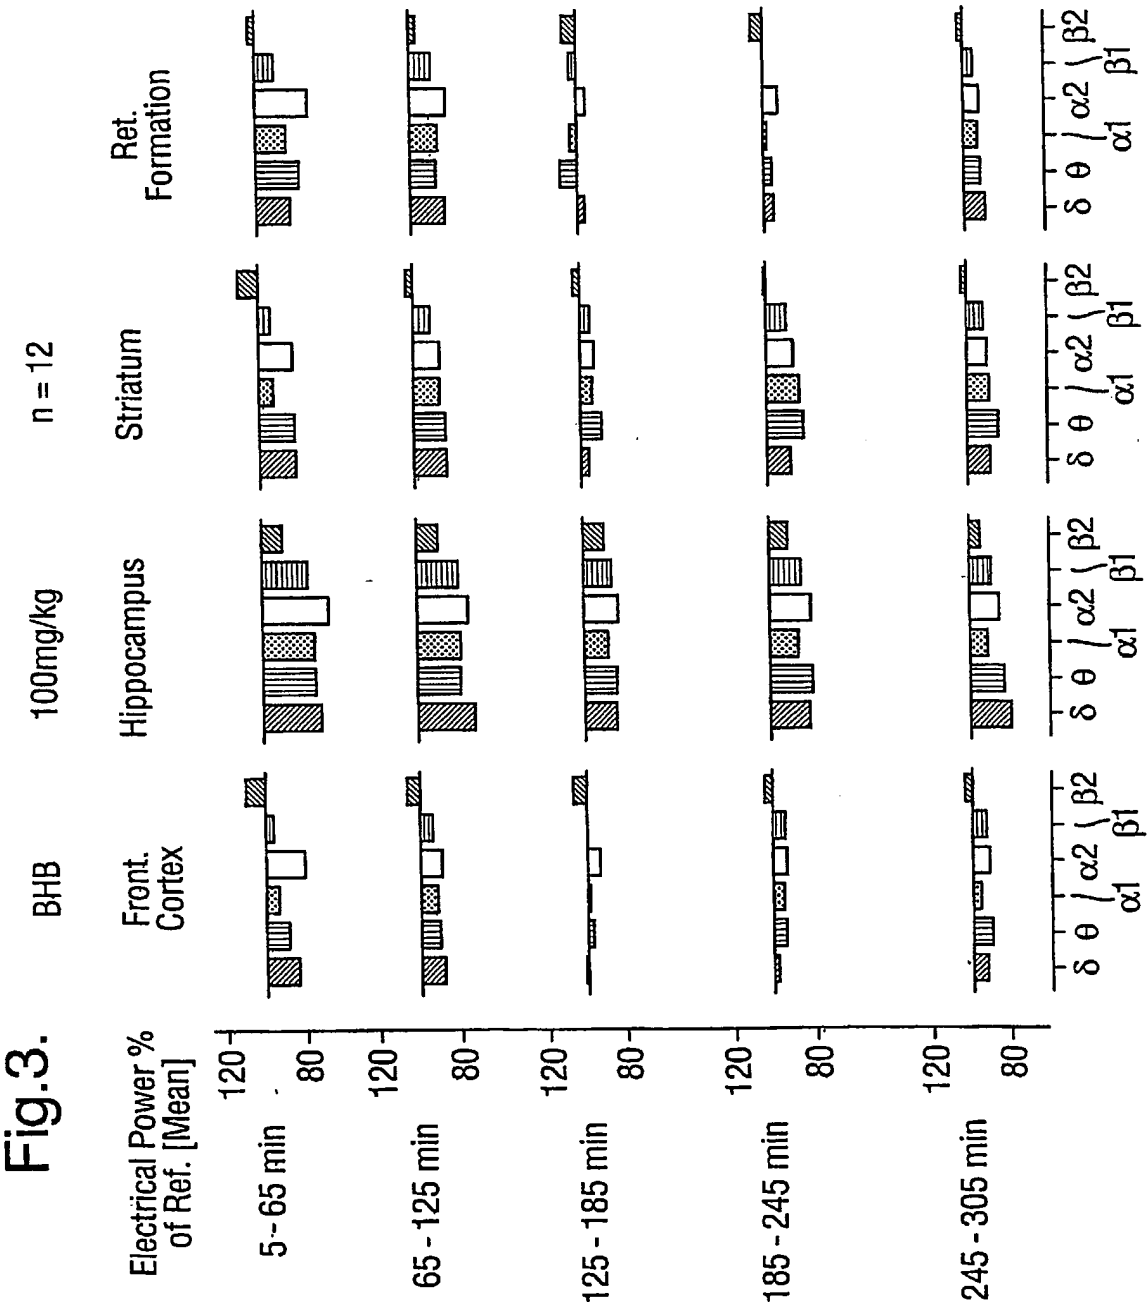 Fig.3.
BHB 100mg/kg n = 12
Electrical Power %
of Ref. [Mean]
Front.
Cortex
Hippocampus
Striatum
Ret.
Formation
120
80
5 - 65 min
120
80
65 - 125 min
120
80
125 - 185 min
120
80
185 - 245 min
120
80
245 - 305 min
δ θ α1 α2 β1 β2
δ θ α1 α2 β1 β2
δ θ α1 α2 β1 β2
δ θ α1 α2 β1 β2